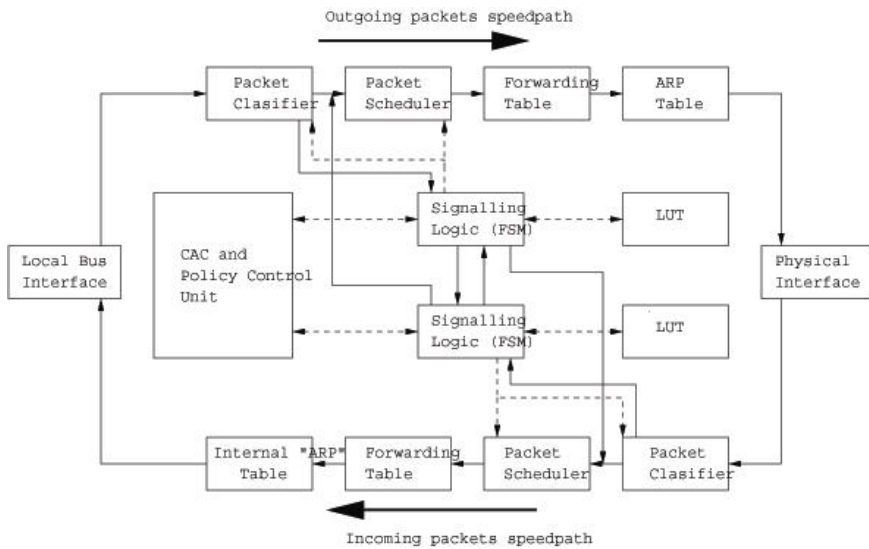 Outgoing packets speedpath
Packet
Clasifier
Packet
Scheduler
Forwarding
Table
ARP
Table
Signalling
Logic (FSM)
LUT
CAC and
Policy Control
Unit
Local Bus
Interface
Physical
Interface
Signalling
Logic (FSM)
LUT
Internal "ARP"
Table
Forwarding
Table
Packet
Scheduler
Packet
Clasifier
Incoming packets speedpath